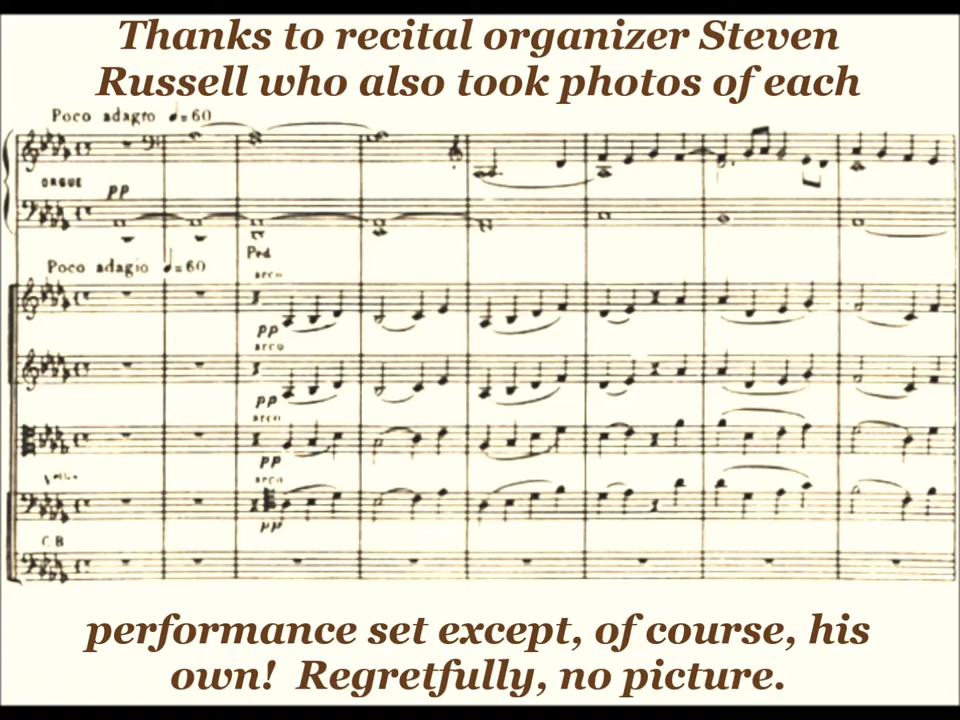 Thanks to recital organizer Steven
Russell who also took photos of each
Poco adagio ♩=60
ORGUE
pp
Ped
Poco adagio ♩=60
arco
pp
arco
pp
arco
pp
arco
pp
C.B
performance set except, of course, his
own! Regretfully, no picture.